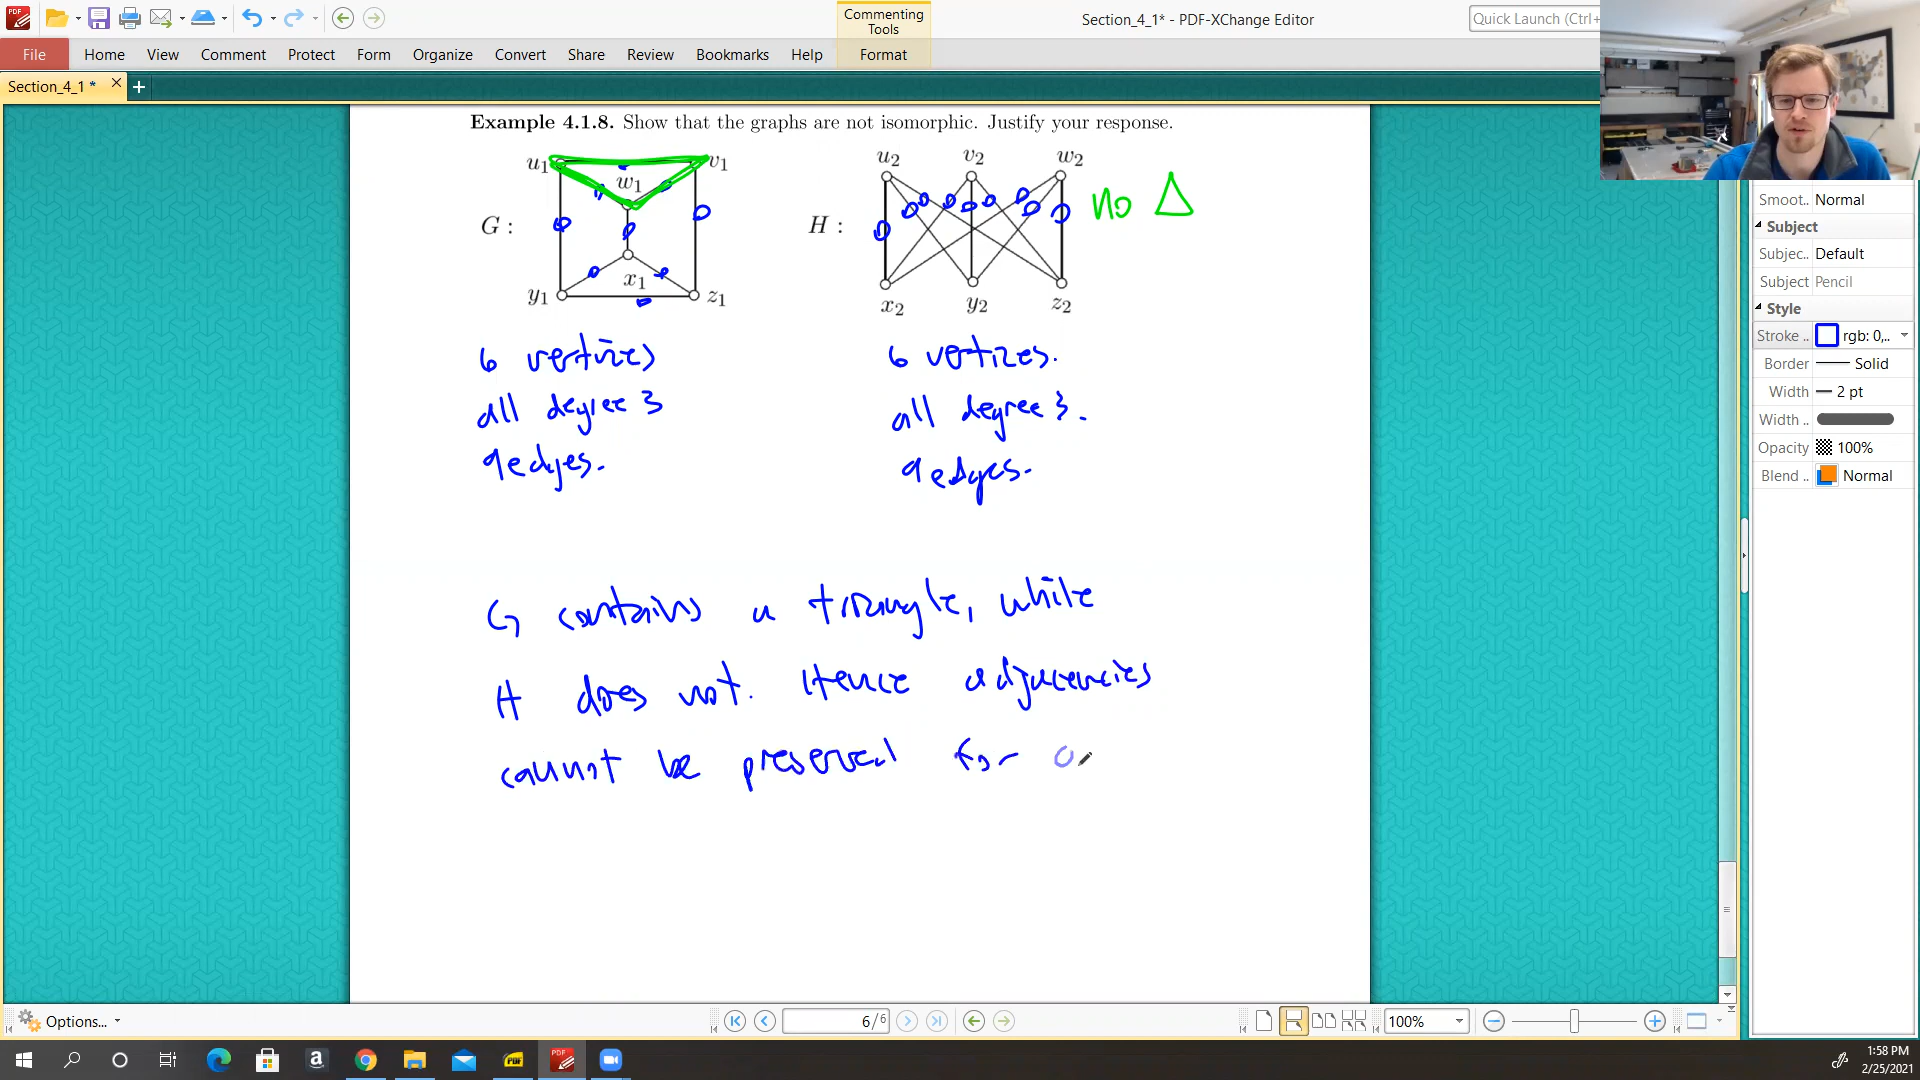 Commenting
Tools
Section_4_1* - PDF-XChange Editor
Quick Launch (Ctrl+
File Home View Comment Protect Form Organize Convert Share Review Bookmarks Help Format
Section_4_1 *
Example 4.1.8. Show that the graphs are not isomorphic. Justify your response.
u1 v1 w1 x1 y1 z1
G :
u2 v2 w2
H :
x2 y2 z2
no Δ
6 vertices
all degree 3
9 edges.
6 vertices.
all degree 3.
9 edges.
G contains a triangle, while
H does not. Hence adjacencies
cannot be preserved for
Smoot.. Normal
Subject
Subjec.. Default
Subject Pencil
Style
Stroke .. rgb: 0,..
Border Solid
Width 2 pt
Width ..
Opacity 100%
Blend .. Normal
Options...
6/6
100%
1:58 PM
2/25/2021